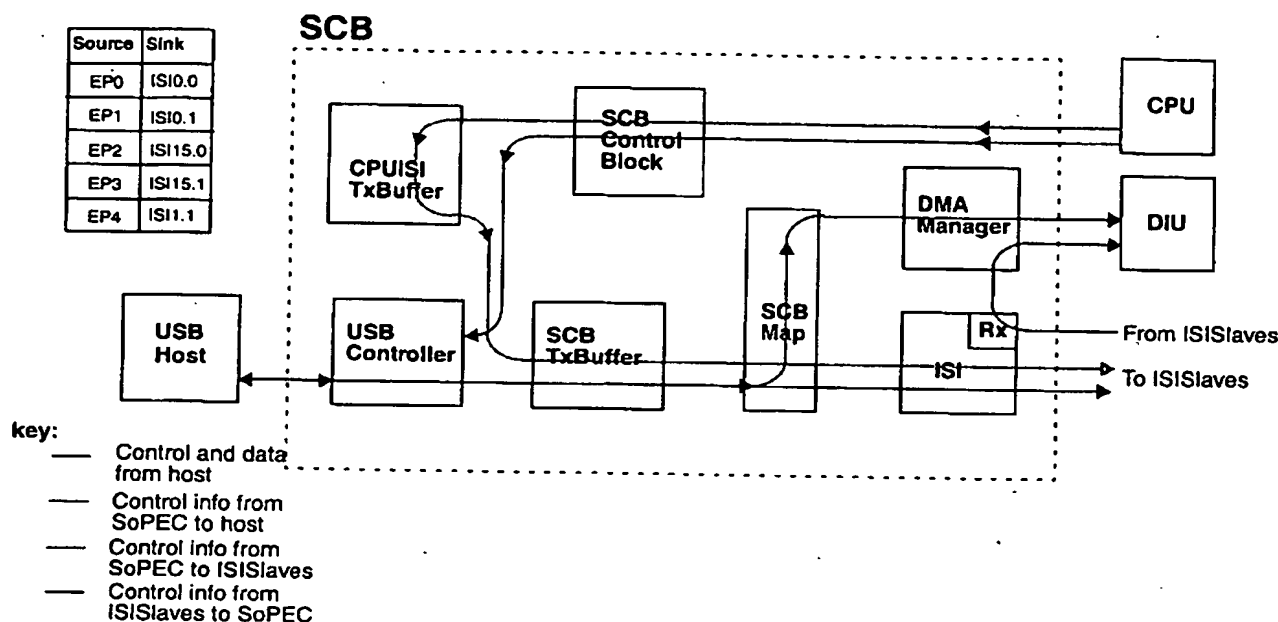 SCB
Source Sink
EP0 ISI0.0
EP1 ISI0.1
EP2 ISI15.0
EP3 ISI15.1
EP4 ISI1.1
CPUISI
TxBuffer
SCB
Control
Block
CPU
DMA
Manager
DIU
USB
Host
USB
Controller
SCB
TxBuffer
SCB
Map
Rx
ISI
From ISISlaves
To ISISlaves
key:
Control and data
from host
Control info from
SoPEC to host
Control info from
SoPEC to ISISlaves
Control info from
ISISlaves to SoPEC